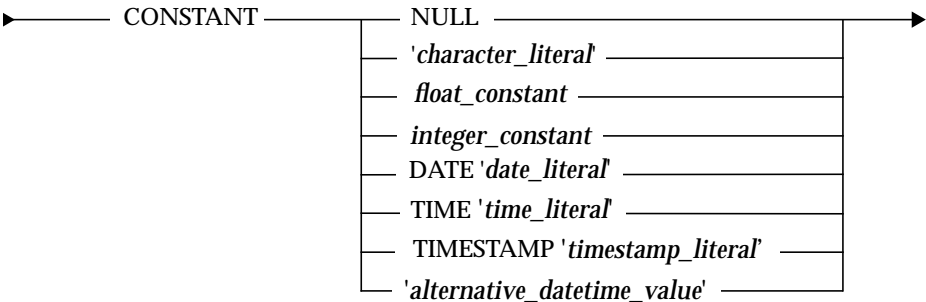 CONSTANT NULL
'character_literal'
float_constant
integer_constant
DATE 'date_literal'
TIME 'time_literal'
TIMESTAMP 'timestamp_literal'
'alternative_datetime_value'